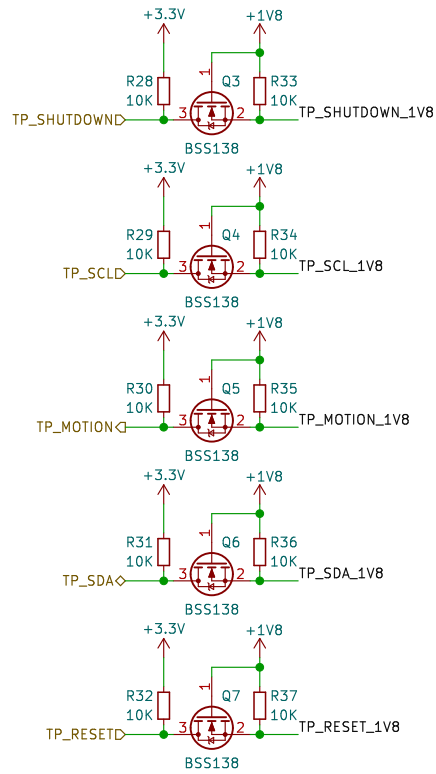 +3.3V +1V8
1
R28 Q3 R33
10K 10K
TP_SHUTDOWN 3 2 TP_SHUTDOWN_1V8
BSS138
+3.3V +1V8
1
R29 Q4 R34
10K 10K
TP_SCL 3 2 TP_SCL_1V8
BSS138
+3.3V +1V8
1
R30 Q5 R35
10K 10K
TP_MOTION 3 2 TP_MOTION_1V8
BSS138
+3.3V +1V8
1
R31 Q6 R36
10K 10K
TP_SDA 3 2 TP_SDA_1V8
BSS138
+3.3V +1V8
1
R32 Q7 R37
10K 10K
TP_RESET 3 2 TP_RESET_1V8
BSS138